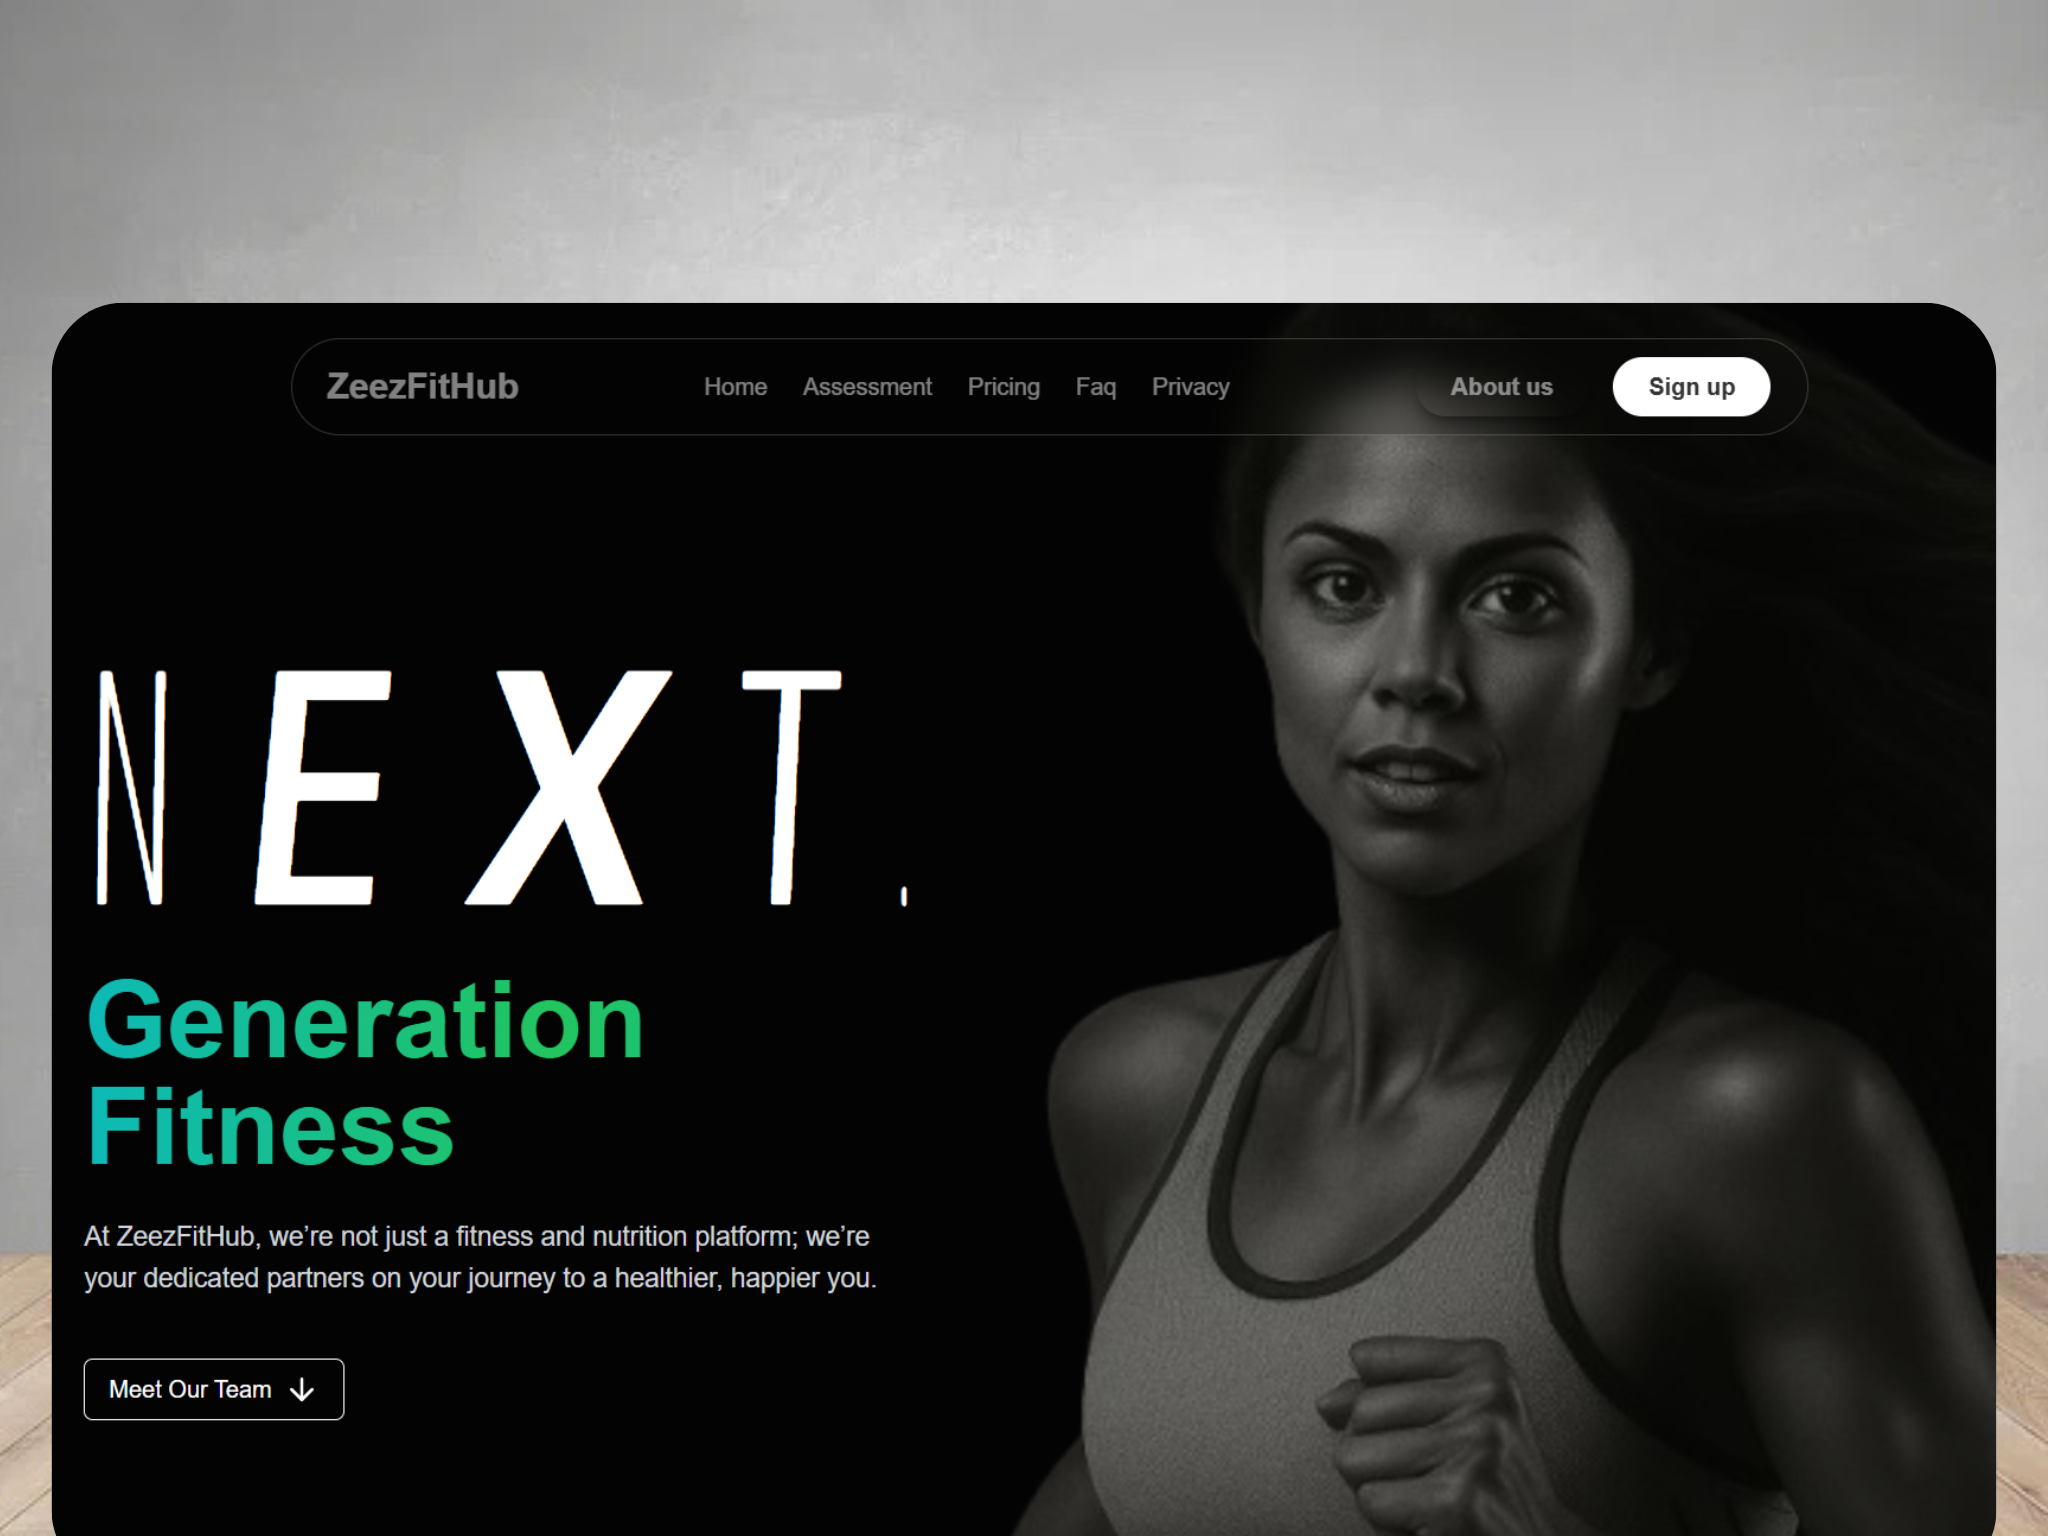 ZeezFitHub Home Assessment Pricing Faq Privacy About us Sign up
NEXT.
Generation
Fitness
At ZeezFitHub, we’re not just a fitness and nutrition platform; we’re
your dedicated partners on your journey to a healthier, happier you.
Meet Our Team